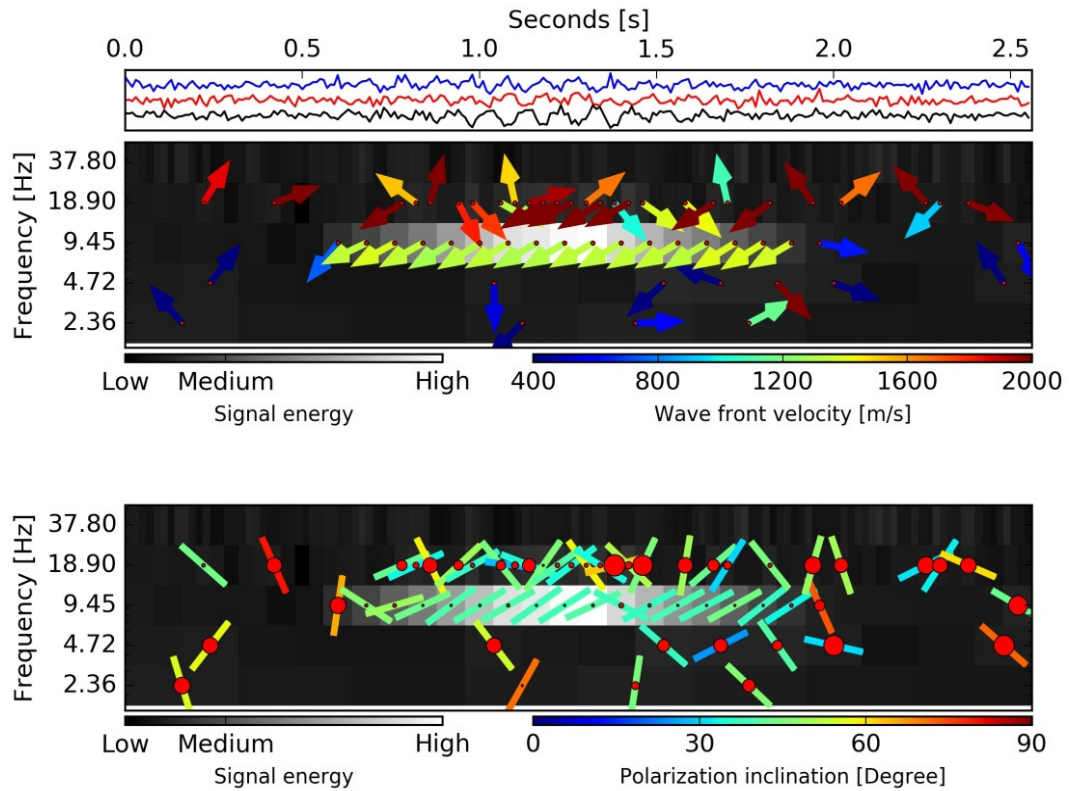 Seconds [s]
0.0 0.5 1.0 1.5 2.0 2.5
Frequency [Hz]
37.80
18.90
9.45
4.72
2.36
Low Medium High
Signal energy
400 800 1200 1600 2000
Wave front velocity [m/s]
Frequency [Hz]
37.80
18.90
9.45
4.72
2.36
Low Medium High
Signal energy
0 30 60 90
Polarization inclination [Degree]